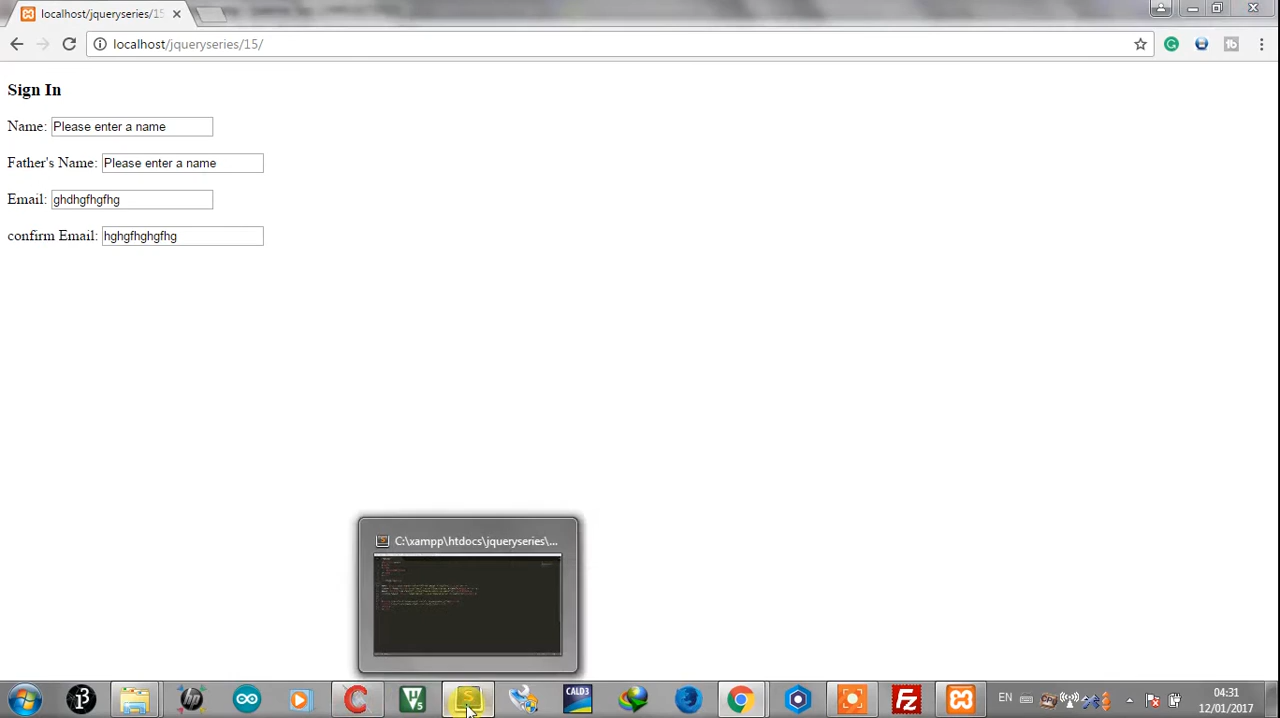 localhost/jqueryseries/15
localhost/jqueryseries/15/
Sign In
Name: Please enter a name
Father's Name: Please enter a name
Email: ghdhgfhgfhg
confirm Email: hghgfhghgfhg
C:\xampp\htdocs\jqueryseries\...
CALD3
EN
04:31
12/01/2017